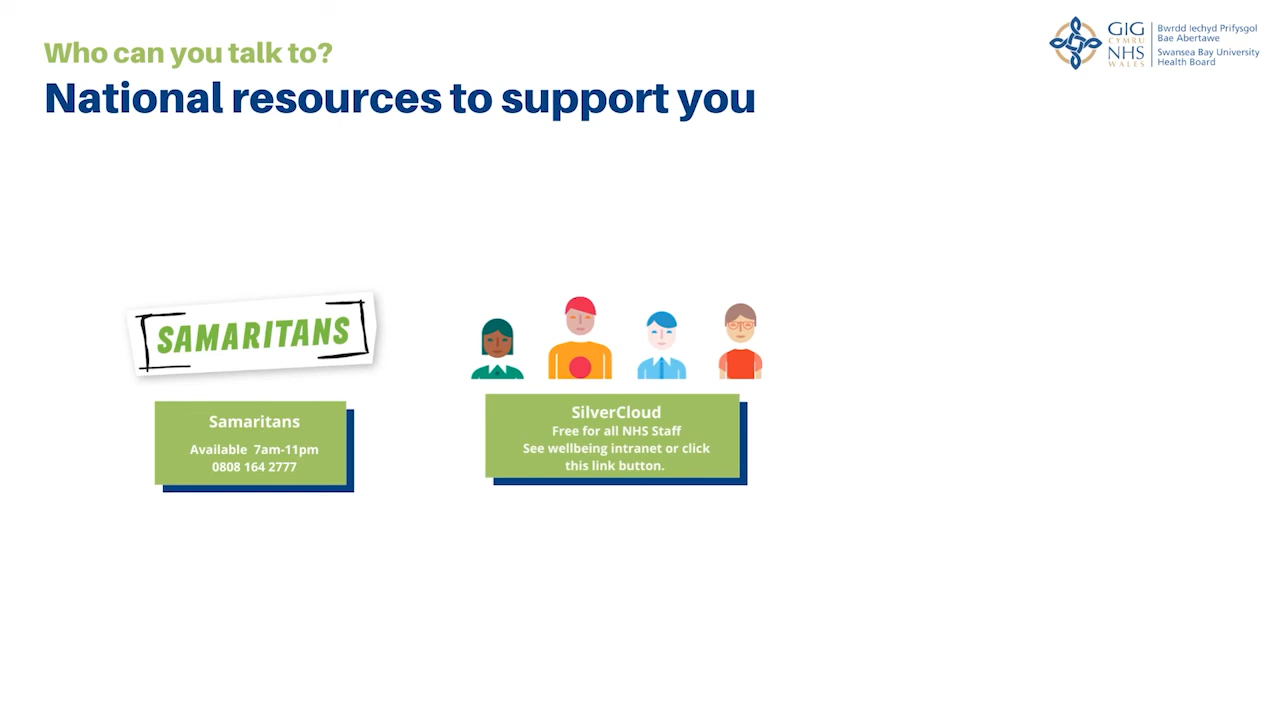 Who can you talk to?
National resources to support you
GIG
CYMRU
NHS
WALES
Bwrdd Iechyd Prifysgol
Bae Abertawe
Swansea Bay University
Health Board
SAMARITANS
Samaritans
Available 7am-11pm
0808 164 2777
SilverCloud
Free for all NHS Staff
See wellbeing intranet or click
this link button.